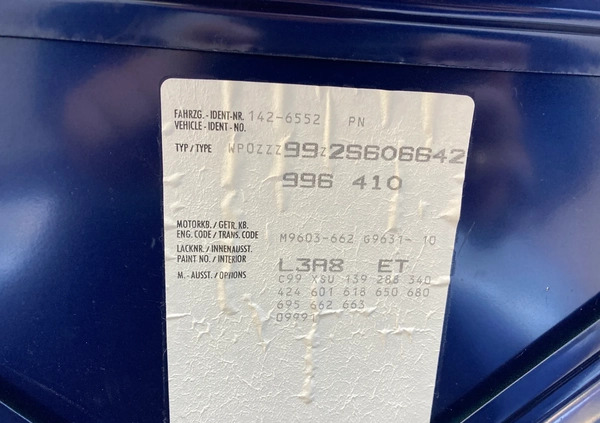 FAHRZG. - IDENT-NR. 142-6552 PN
VEHICLE - IDENT - NO.
TYP / TYPE WP0ZZZ99Z2S606642
996 410
MOTORKB. / GETR. KB.
ENG. CODE / TRANS. CODE M9603-662 G9631- 10
LACKNR. / INNENAUSST.
PAINT NO. / INTERIOR L3A8 ET
M. - AUSST. / OPTIONS C99 XSU 139 288 340
424 601 618 650 680
695 662 663
09991